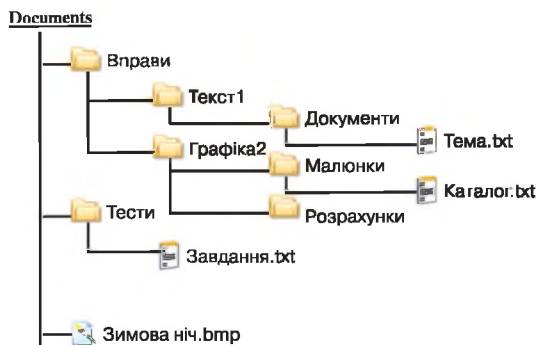 Documents
Вправи
Текст1
Документи
Тема.txt
Графіка2
Малюнки
Каталог.txt
Розрахунки
Тести
Завдання.txt
Зимова ніч.bmp